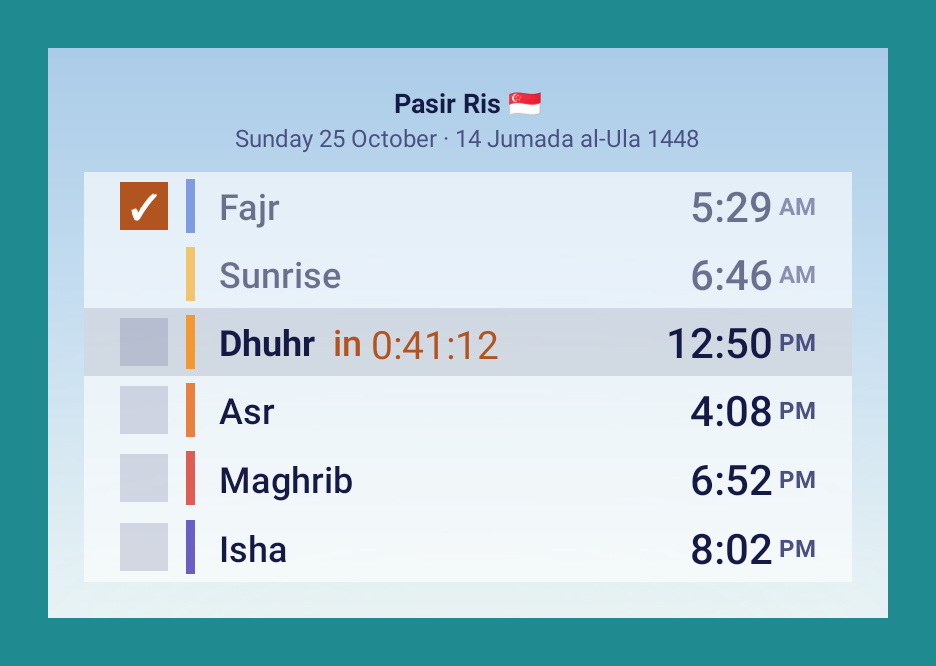 Pasir Ris 🇸🇬
Sunday 25 October · 14 Jumada al-Ula 1448
✓ Fajr 5:29 AM
Sunrise 6:46 AM
Dhuhr in 0:41:12 12:50 PM
Asr 4:08 PM
Maghrib 6:52 PM
Isha 8:02 PM